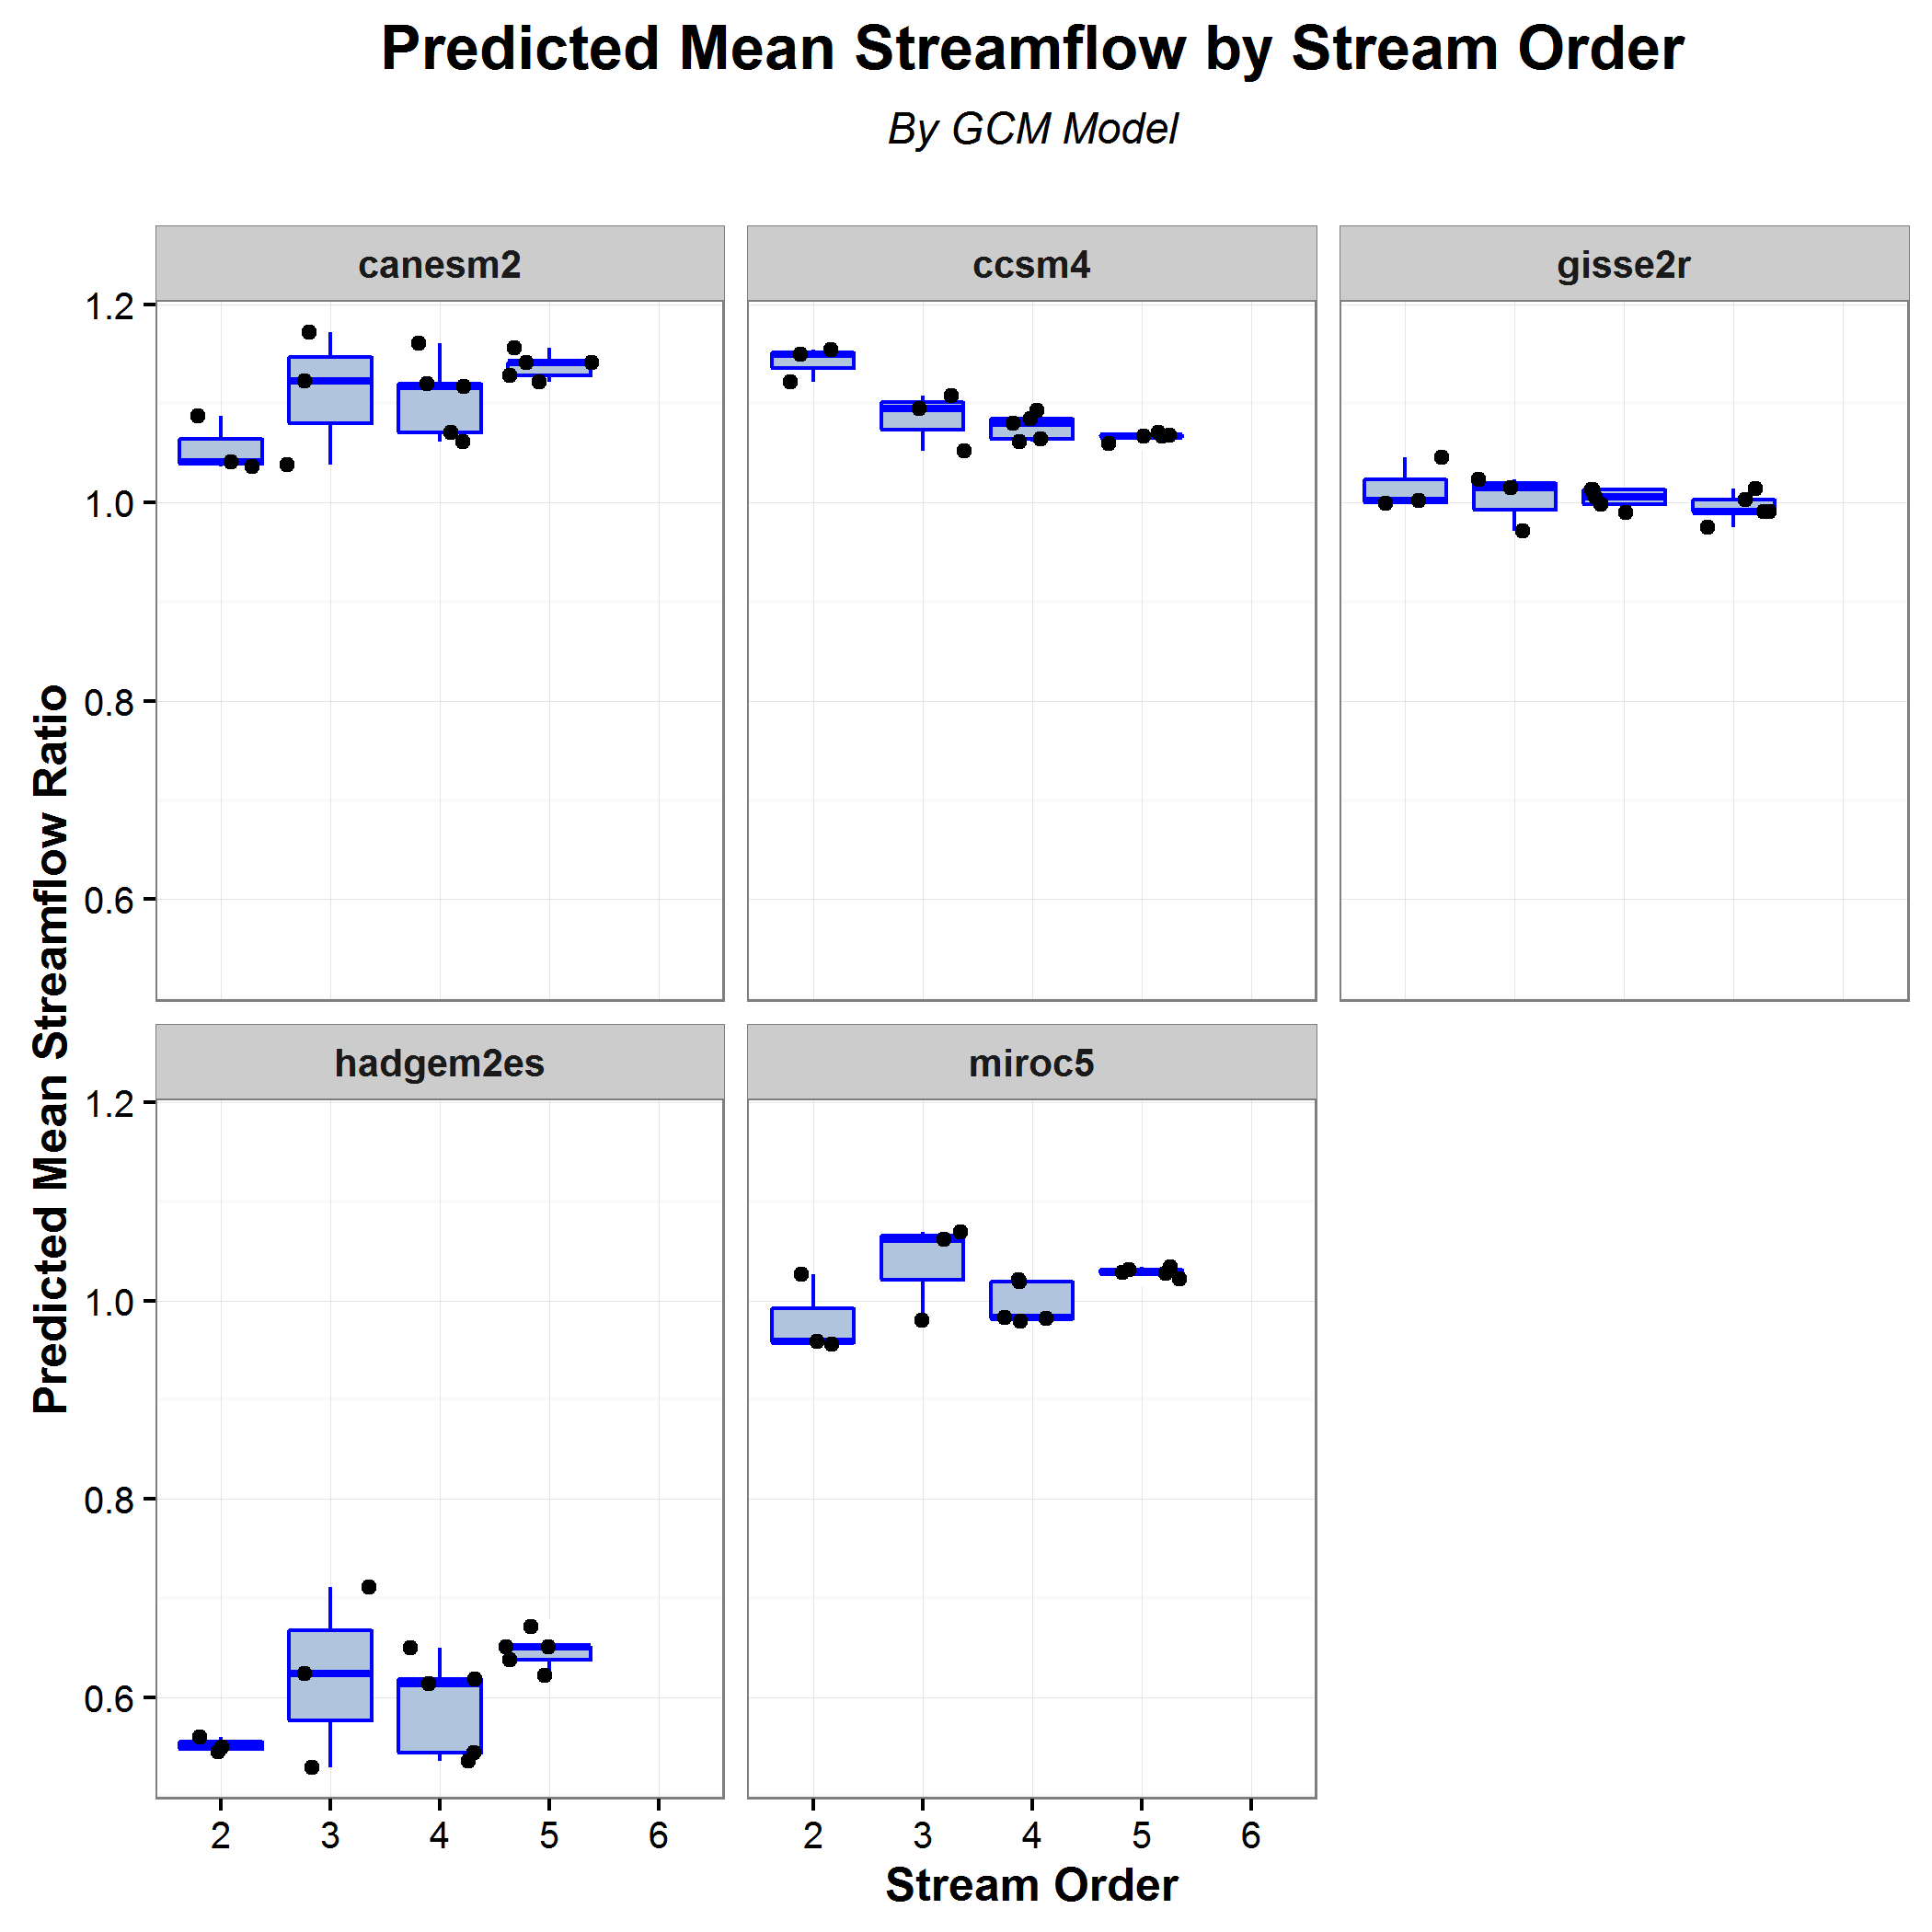 Predicted Mean Streamflow by Stream Order
By GCM Model
canesm2
ccsm4
gisse2r
1.2
1.0
0.8
0.6
hadgem2es
miroc5
1.2
1.0
0.8
0.6
Predicted Mean Streamflow Ratio
2 3 4 5 6
2 3 4 5 6
Stream Order